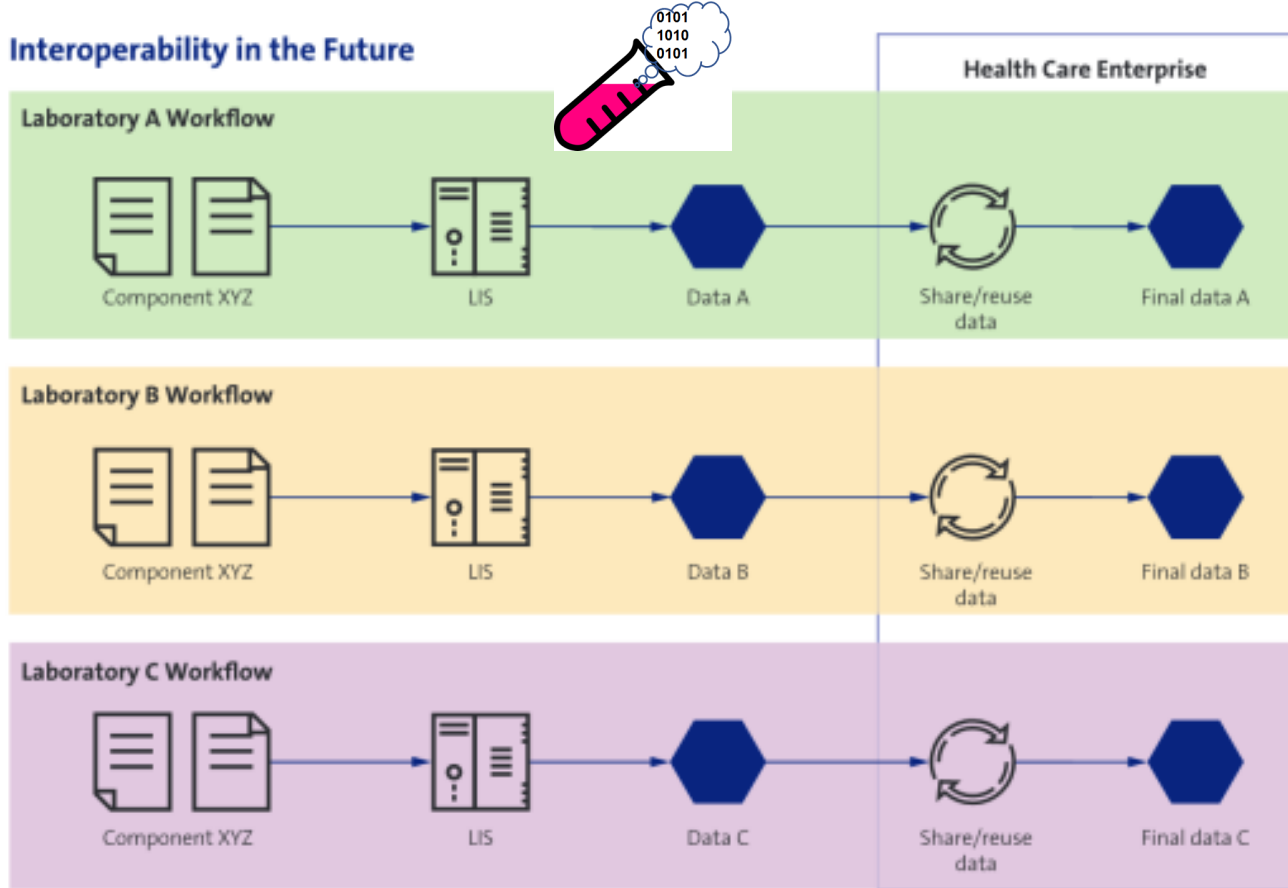 0101
1010
0101
Interoperability in the Future
Health Care Enterprise
Laboratory A Workflow
Component XYZ
LIS
Data A
Share/reuse
data
Final data A
Laboratory B Workflow
Component XYZ
LIS
Data B
Share/reuse
data
Final data B
Laboratory C Workflow
Component XYZ
LIS
Data C
Share/reuse
data
Final data C